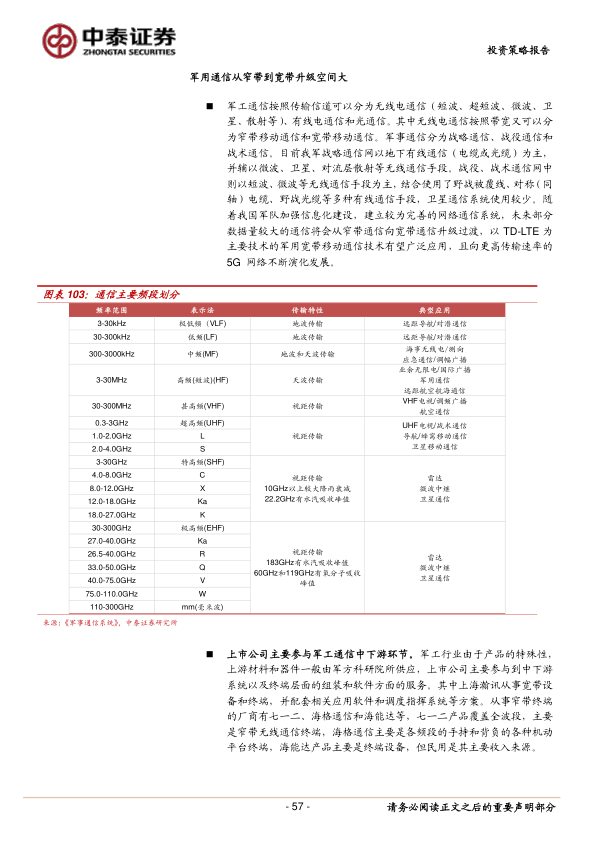 中泰证券
ZHONGTAI SECURITIES
投资策略报告
军用通信从窄带到宽带升级空间大
■ 军工通信按照传输信道可以分为无线电通信（短波、超短波、微波、卫
星、散射等）、有线电通信和光通信。其中无线电通信按照带宽又可以分
为窄带移动通信和宽带移动通信。军事通信分为战略通信、战役通信和
战术通信。目前我军战略通信网以地下有线通信（电缆或光缆）为主，
并辅以微波、卫星、对流层散射等无线通信手段。战役、战术通信网中
则以短波、微波等无线通信手段为主，结合使用了野战被覆线、对称（同
轴）电缆、野战光缆等多种有线通信手段，卫星通信系统使用较少。随
着我国军队加强信息化建设，建立较为完善的网络通信系统，未来部分
数据量较大的通信将会从窄带通信向宽带通信升级过渡，以 TD-LTE 为
主要技术的军用宽带移动通信技术有望广泛应用，且向更高传输速率的
5G 网络不断演化发展。
图表 103：通信主要频段划分
频率范围 表示法 传输特性 典型应用
3-30kHz 极低频（VLF) 地波传输 远距导航/对潜通信
30-300kHz 低频(LF) 地波传输 远距导航/对潜通信
300-3000kHz 中频(MF) 地波和天波传输 海事无线电/测向
应急通信/调幅广播
3-30MHz 高频(短波)(HF) 天波传输 业余无限电/国际广播
军用通信
远距航空航海通信
30-300MHz 甚高频(VHF) 视距传输 VHF电视/调频广播
航空通信
0.3-3GHz 超高频(UHF) 视距传输 UHF电视/战术通信
导航/蜂窝移动通信
卫星移动通信
1.0-2.0GHz L
2.0-4.0GHz S
3-30GHz 特高频(SHF) 视距传输
10GHz以上较大降雨衰减
22.2GHz有水汽吸收峰值 雷达
微波中继
卫星通信
4.0-8.0GHz C
8.0-12.0GHz X
12.0-18.0GHz Ka
18.0-27.0GHz K
30-300GHz 极高频(EHF) 视距传输
183GHz有水汽吸收峰值
60GHz和119GHz有氧分子吸收
峰值 雷达
微波中继
卫星通信
27.0-40.0GHz Ka
26.5-40.0GHz R
33.0-50.0GHz Q
40.0-75.0GHz V
75.0-110.0GHz W
110-300GHz mm(毫米波)
来源：《军事通信系统》，中泰证券研究所
■ 上市公司主要参与军工通信中下游环节。军工行业由于产品的特殊性，
上游材料和器件一般由军方科研院所供应，上市公司主要参与到中下游
系统以及终端层面的组装和软件方面的服务。其中上海瀚讯从事宽带设
备和终端，并配套相关应用软件和调度指挥系统等方案。从事窄带终端
的厂商有七一二、海格通信和海能达等，七一二产品覆盖全波段，主要
是窄带无线通信终端，海格通信主要是各频段的手持和背负的各种机动
平台终端，海能达产品主要是终端设备，但民用是其主要收入来源。
- 57 -
请务必阅读正文之后的重要声明部分